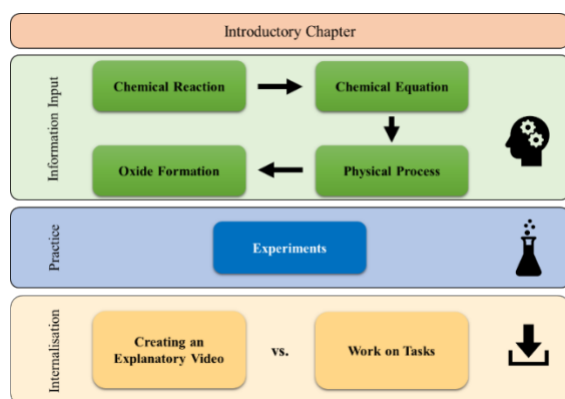 Introductory Chapter
Information Input
Chemical Reaction
Chemical Equation
Oxide Formation
Physical Process
Practice
Experiments
Internalisation
Creating an
Explanatory Video
vs.
Work on Tasks